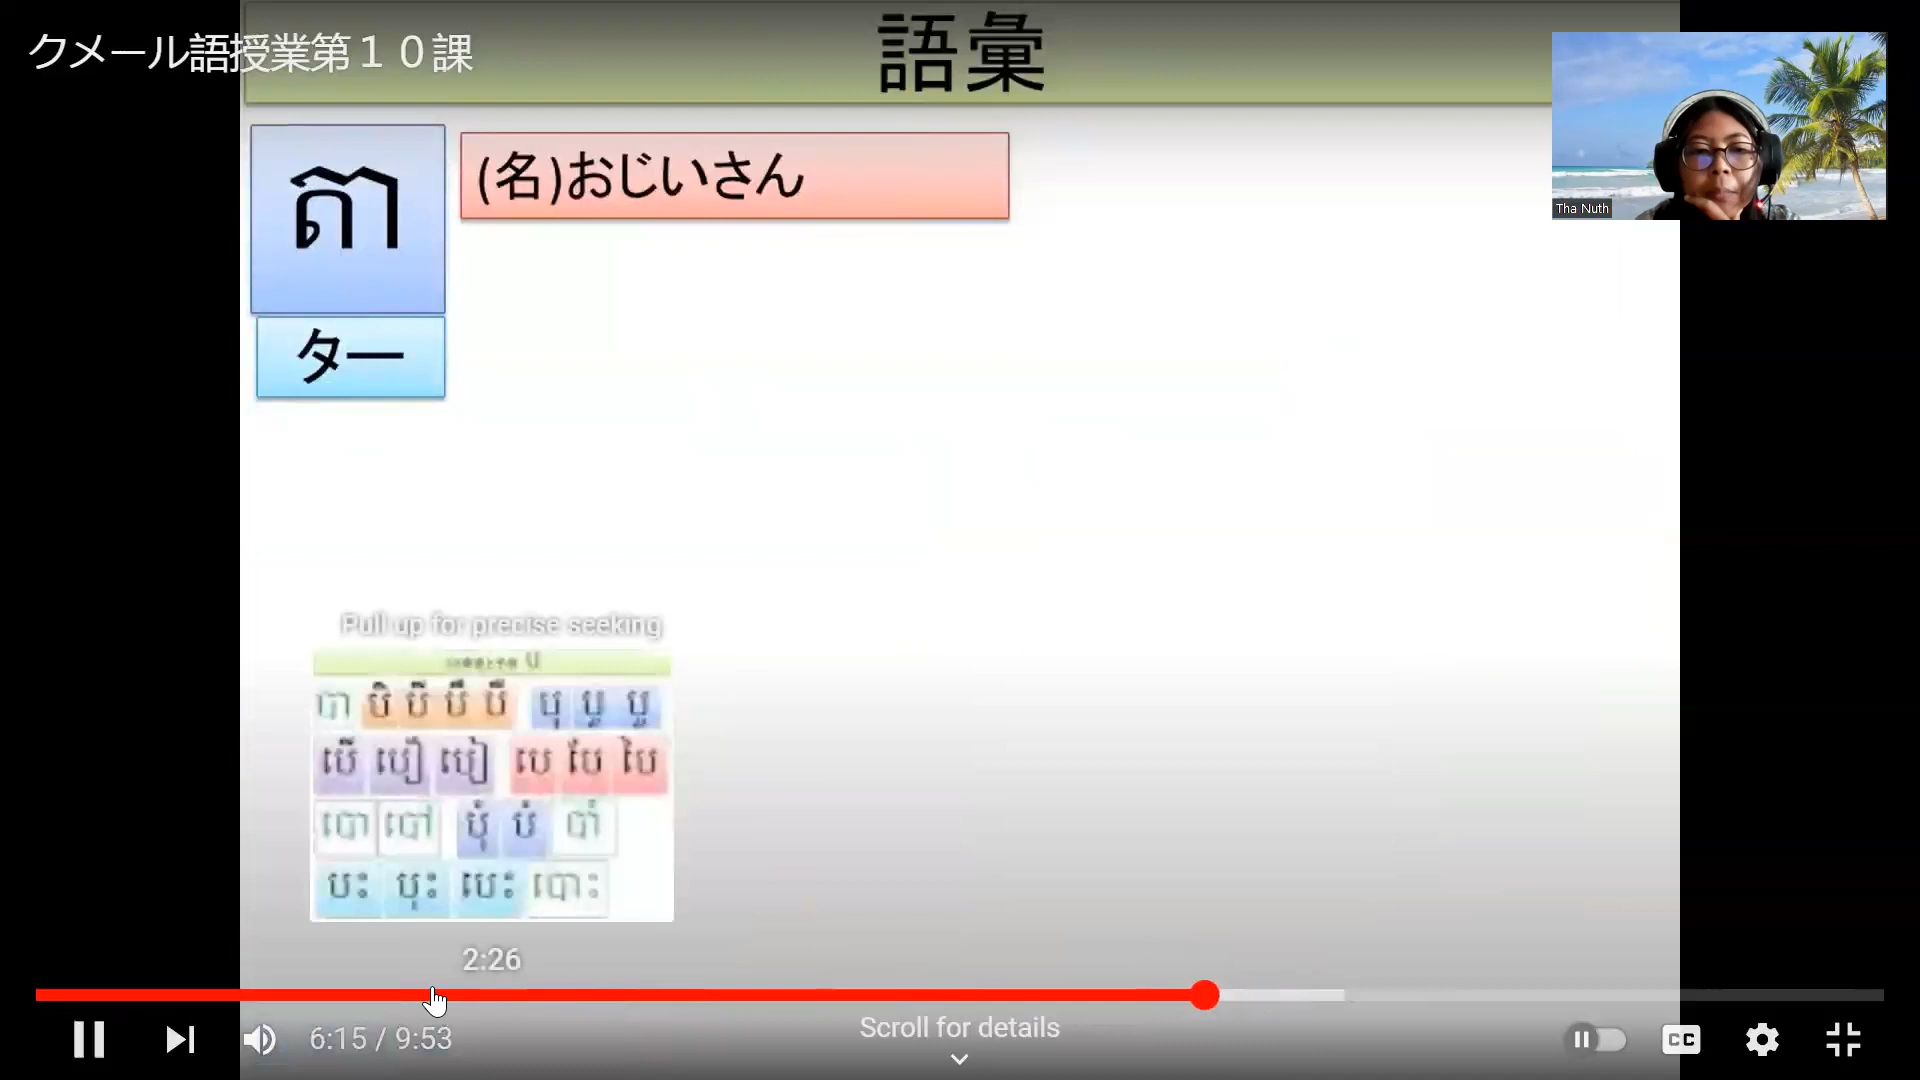 クメール語授業第１０課
語彙
Tha Nuth
តា
(名)おじいさん
ター
Pull up for precise seeking
បា បិ បី បឹ បឺ បុ បូ បួ
បើ បឿ បៀ បេ បែ បៃ
បោ បៅ បុំ បំ បាំ
បះ បុះ បេះ បោះ
2:26
6:15 / 9:53
Scroll for details
CC